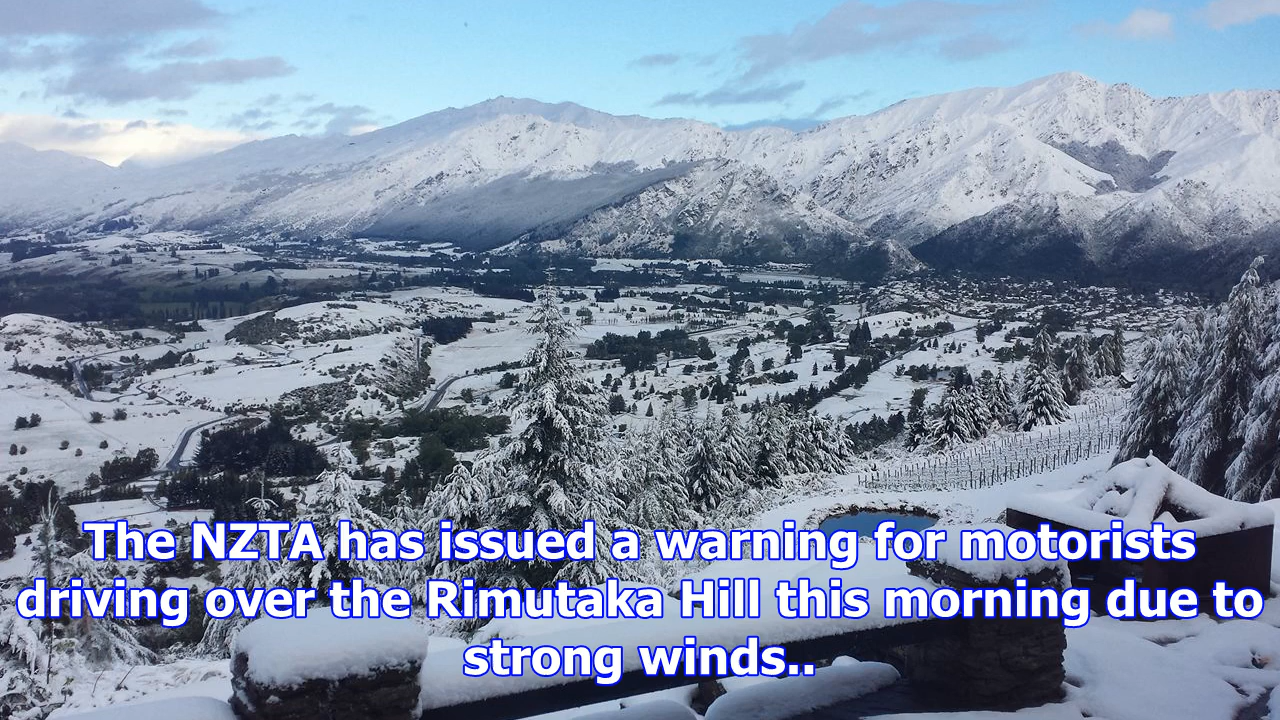 The NZTA has issued a warning for motorists
driving over the Rimutaka Hill this morning due to
strong winds..